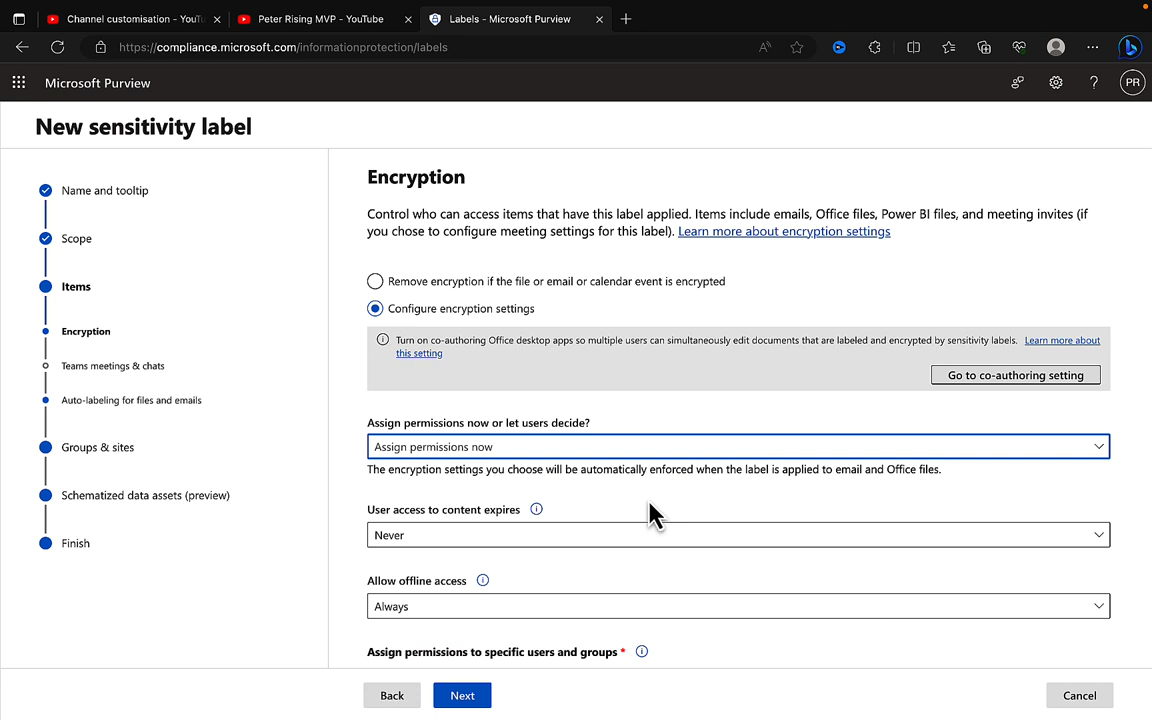 Channel customisation - YouTu
Peter Rising MVP - YouTube
Labels - Microsoft Purview
https://compliance.microsoft.com/informationprotection/labels
Microsoft Purview
PR
New sensitivity label
Name and tooltip
Scope
Items
Encryption
Teams meetings & chats
Auto-labeling for files and emails
Groups & sites
Schematized data assets (preview)
Finish
Encryption
Control who can access items that have this label applied. Items include emails, Office files, Power BI files, and meeting invites (if
you chose to configure meeting settings for this label). Learn more about encryption settings
Remove encryption if the file or email or calendar event is encrypted
Configure encryption settings
Turn on co-authoring Office desktop apps so multiple users can simultaneously edit documents that are labeled and encrypted by sensitivity labels. Learn more about
this setting
Go to co-authoring setting
Assign permissions now or let users decide?
Assign permissions now
The encryption settings you choose will be automatically enforced when the label is applied to email and Office files.
User access to content expires
Never
Allow offline access
Always
Assign permissions to specific users and groups *
Back
Next
Cancel